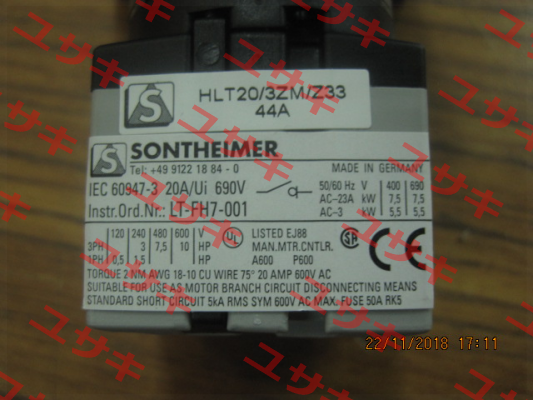 ユサキ
HLT20/3ZM/Z33
44A
S SONTHEIMER
Tel: +49 9122 18 84 - 0
MADE IN GERMANY
IEC 60947-3 20A/Ui 690V
50/60 Hz V 400 690
AC-23A kW 7,5 7,5
AC-3 kW 5,5 5,5
Instr.Ord.Nr.: LT-FH7-001
120 240 480 600 V
3PH 3 7,5 10 HP
1PH 0,5 1,5 HP
UL LISTED EJ88
MAN.MTR.CNTLR.
A600 P600
SA CE
TORQUE 2 NM AWG 18-10 CU WIRE 75° 20 AMP 600V AC
SUITABLE FOR USE AS MOTOR BRANCH CIRCUIT DISCONNECTING MEANS
STANDARD SHORT CIRCUIT 5kA RMS SYM 600V AC MAX. FUSE 50A RK5
22/11/2018 17:11